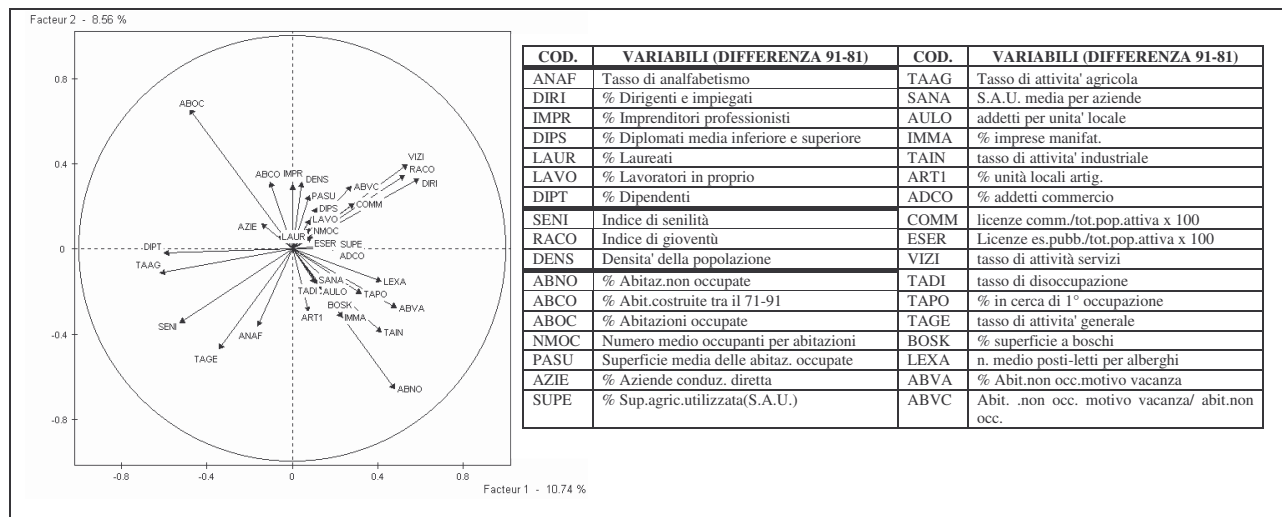 Facteur 2 - 8.56 %
0.8
ABOC
0.4
VIZI
RACO
DIRI
ABCO IMPR
DENS
ABVC
PASU
COMM
DIPS
LAVO
AZIE
NMOC
LAUR
ESER
SUPE
ADCO
0
DIPT
TAAG
LEXA
SANA
TADI
AULO
TAPO
ABVA
BOSK
ART1
IMMA
SENI
ANAF
TAIN
-0.4
TAGE
ABNO
-0.8
-0.8
-0.4
0
0.4
0.8
Facteur 1 - 10.74 %
COD. VARIABILI (DIFFERENZA 91-81) COD. VARIABILI (DIFFERENZA 91-81)
ANAF Tasso di analfabetismo TAAG Tasso di attivita' agricola
DIRI % Dirigenti e impiegati SANA S.A.U. media per aziende
IMPR % Imprenditori professionisti AULO addetti per unita' locale
DIPS % Diplomati media inferiore e superiore IMMA % imprese manifat.
LAUR % Laureati TAIN tasso di attivita' industriale
LAVO % Lavoratori in proprio ART1 % unità locali artig.
DIPT % Dipendenti ADCO % addetti commercio
SENI Indice di senilità COMM licenze comm./tot.pop.attiva x 100
RACO Indice di gioventù ESER Licenze es.pubb./tot.pop.attiva x 100
DENS Densita' della popolazione VIZI tasso di attività servizi
ABNO % Abitaz.non occupate TADI tasso di disoccupazione
ABCO % Abit.costruite tra il 71-91 TAPO % in cerca di 1° occupazione
ABOC % Abitazioni occupate TAGE tasso di attivita' generale
NMOC Numero medio occupanti per abitazioni BOSK % superficie a boschi
PASU Superficie media delle abitaz. occupate LEXA n. medio posti-letti per alberghi
AZIE % Aziende conduz. diretta ABVA % Abit.non occ.motivo vacanza
SUPE % Sup.agric.utilizzata(S.A.U.) ABVC Abit. .non occ. motivo vacanza/ abit.non
occ.